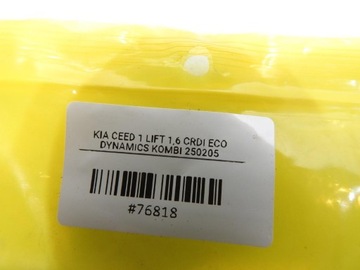 KIA CEED 1 LIFT 1,6 CRDI ECO
DYNAMICS KOMBI 250205
#76818